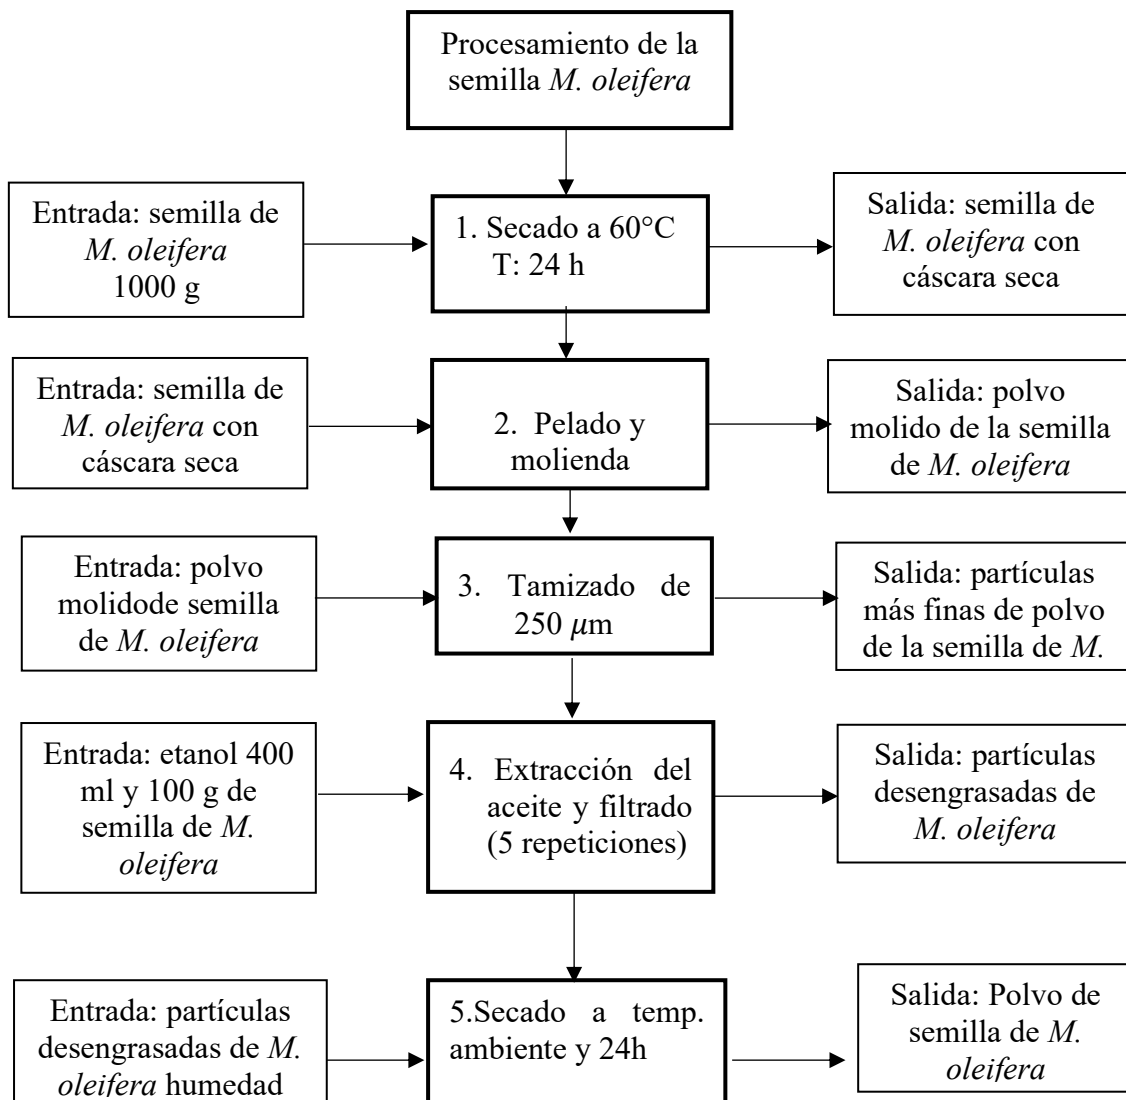 Procesamiento de la
semilla M. oleifera
Entrada: semilla de
M. oleifera
1000 g
1. Secado a 60°C
T: 24 h
Salida: semilla de
M. oleifera con
cáscara seca
Entrada: semilla de
M. oleifera con
cáscara seca
2. Pelado y
molienda
Salida: polvo
molido de la semilla
de M. oleifera
Entrada: polvo
molidode semilla
de M. oleifera
3. Tamizado de
250 µm
Salida: partículas
más finas de polvo
de la semilla de M.
Entrada: etanol 400
ml y 100 g de
semilla de M.
oleifera
4. Extracción del
aceite y filtrado
(5 repeticiones)
Salida: partículas
desengrasadas de
M. oleifera
Entrada: partículas
desengrasadas de M.
oleifera humedad
5.Secado a temp.
ambiente y 24h
Salida: Polvo de
semilla de M.
oleifera